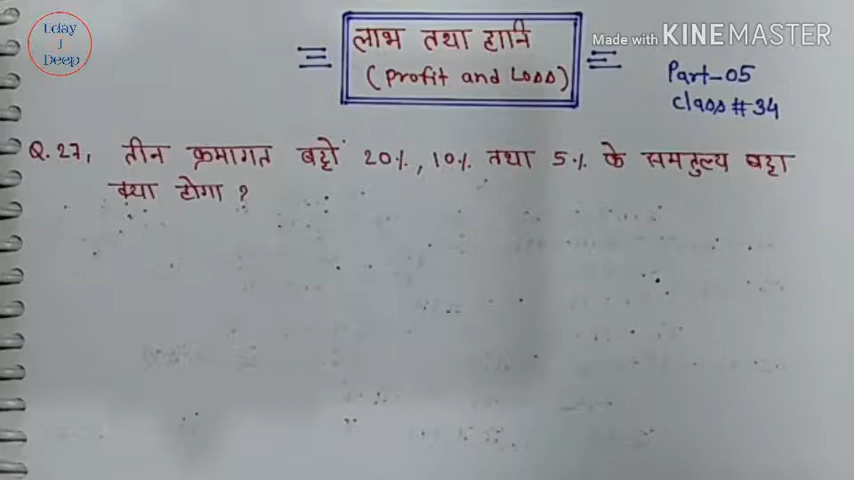 Uday
J
Deep
लाभ तथा हानि
(Profit and Loss)
Made with KINEMASTER
Part-05
Class#34
Q.27, तीन क्रमागत बट्टों 20%, 10% तथा 5% के समतुल्य बट्टा
क्या होगा ?